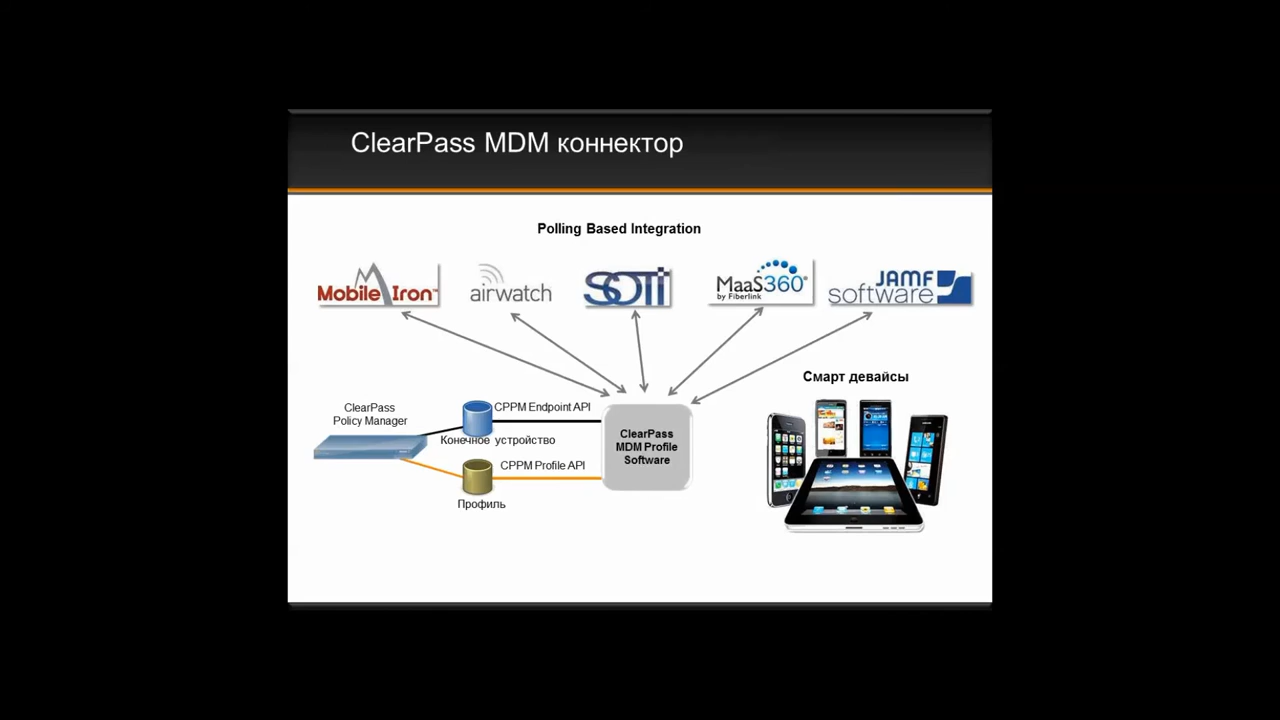 ClearPass MDM коннектор
Polling Based Integration
MobileIron™
airwatch
SOTI
MaaS360®
by Fiberlink
JAMF
software
Смарт девайсы
ClearPass
Policy Manager
CPPM Endpoint API
Конечное устройство
CPPM Profile API
Профиль
ClearPass
MDM Profile
Software